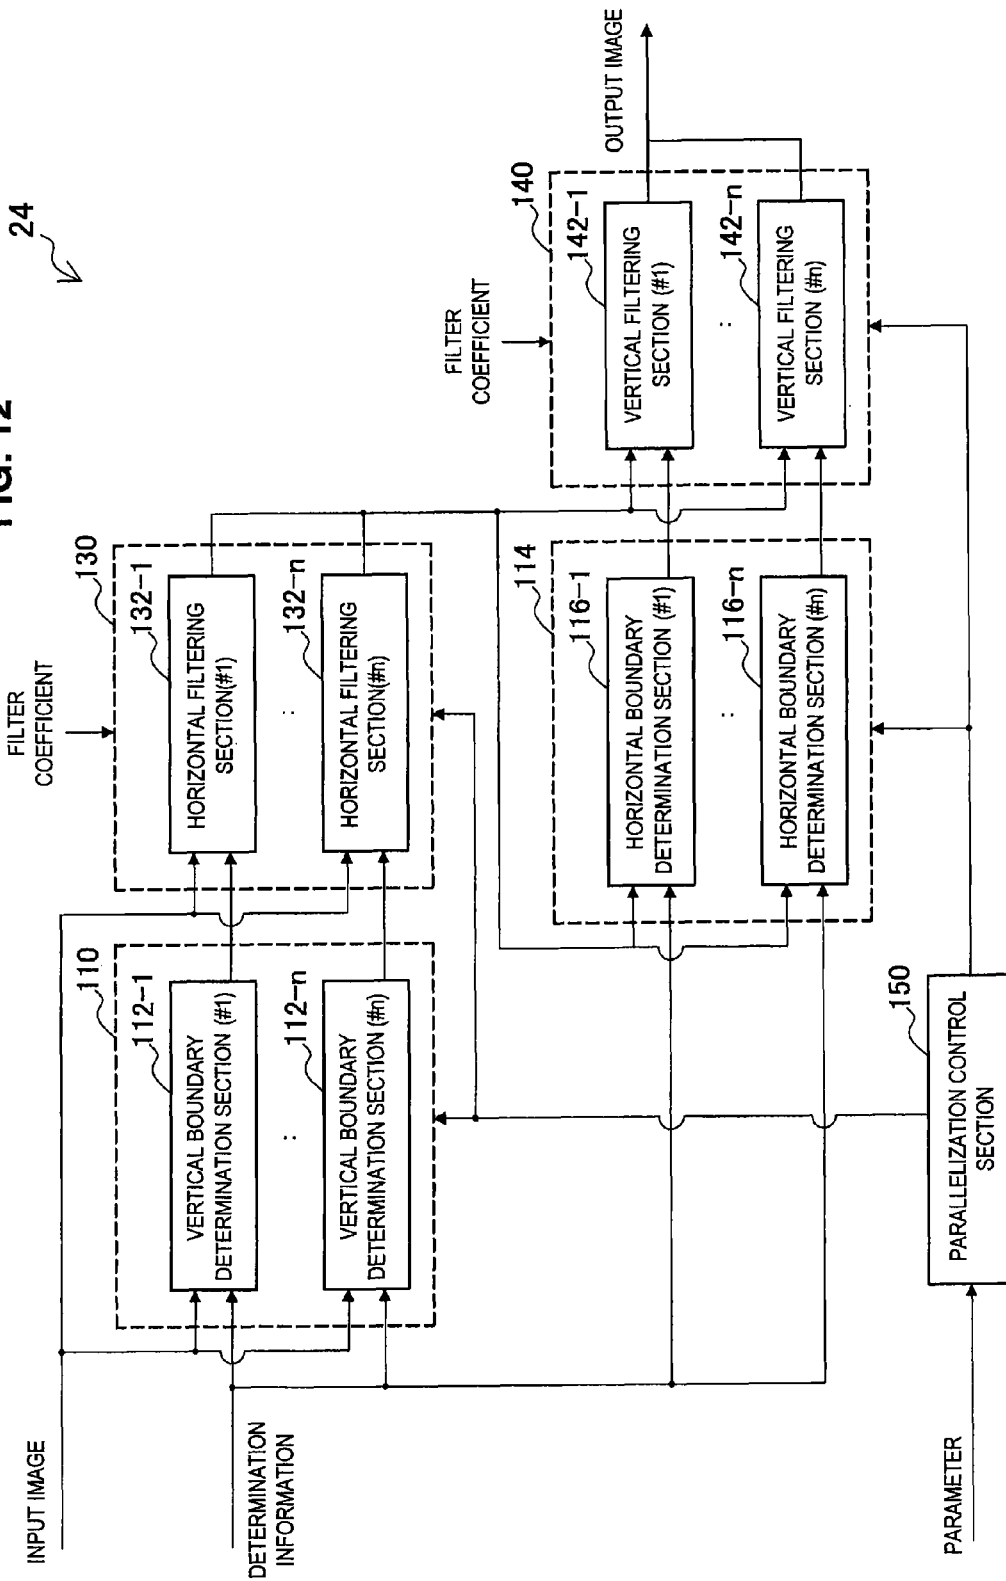 FIG. 12
24
INPUT IMAGE
DETERMINATION
INFORMATION
110
112-1
VERTICAL BOUNDARY
DETERMINATION SECTION (#1)
:
112-n
VERTICAL BOUNDARY
DETERMINATION SECTION (#n)
FILTER
COEFFICIENT
130
132-1
HORIZONTAL FILTERING
SECTION(#1)
:
132-n
HORIZONTAL FILTERING
SECTION(#n)
114
116-1
HORIZONTAL BOUNDARY
DETERMINATION SECTION (#1)
:
116-n
HORIZONTAL BOUNDARY
DETERMINATION SECTION (#n)
FILTER
COEFFICIENT
140
142-1
VERTICAL FILTERING
SECTION (#1)
:
142-n
VERTICAL FILTERING
SECTION (#n)
OUTPUT IMAGE
PARAMETER
150
PARALLELIZATION CONTROL
SECTION